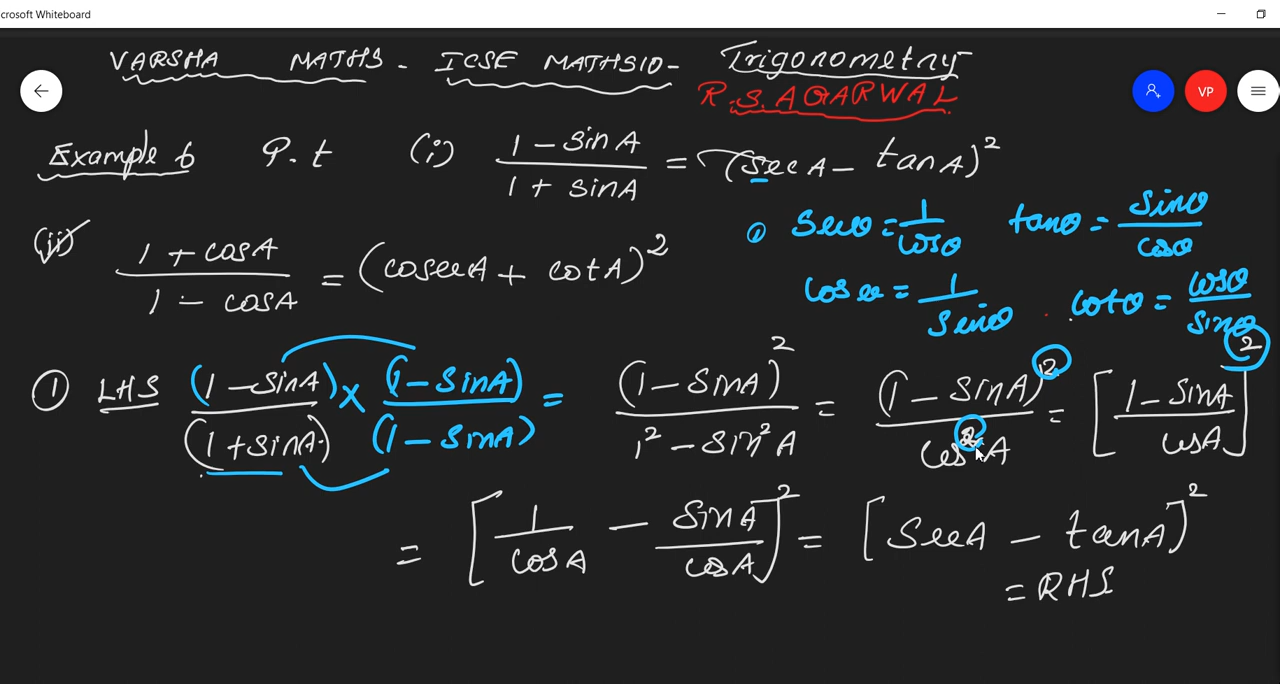 crosoft Whiteboard
VARSHA MATHS - ICSE MATHS10 - Trigonometry
R.S. AGARWAL
VP
Example 6 P.t (i) 1 - sinA / 1 + sinA = (secA - tanA)²
① secθ = 1/cosθ tanθ = sinθ/cosθ
(ii) 1 + cosA / 1 - cosA = (cosecA + cotA)²
cosec = 1/sinθ cotθ = cosθ/sinθ
① LHS (1 - sinA)/(1 + sinA) × (1 - sinA)/(1 - sinA) = (1 - sinA)²/1² - sin²A = (1 - sinA)²/cos²A = [1 - sinA/cosA]²
= [1/cosA - sinA/cosA]² = [secA - tanA]²
= RHS